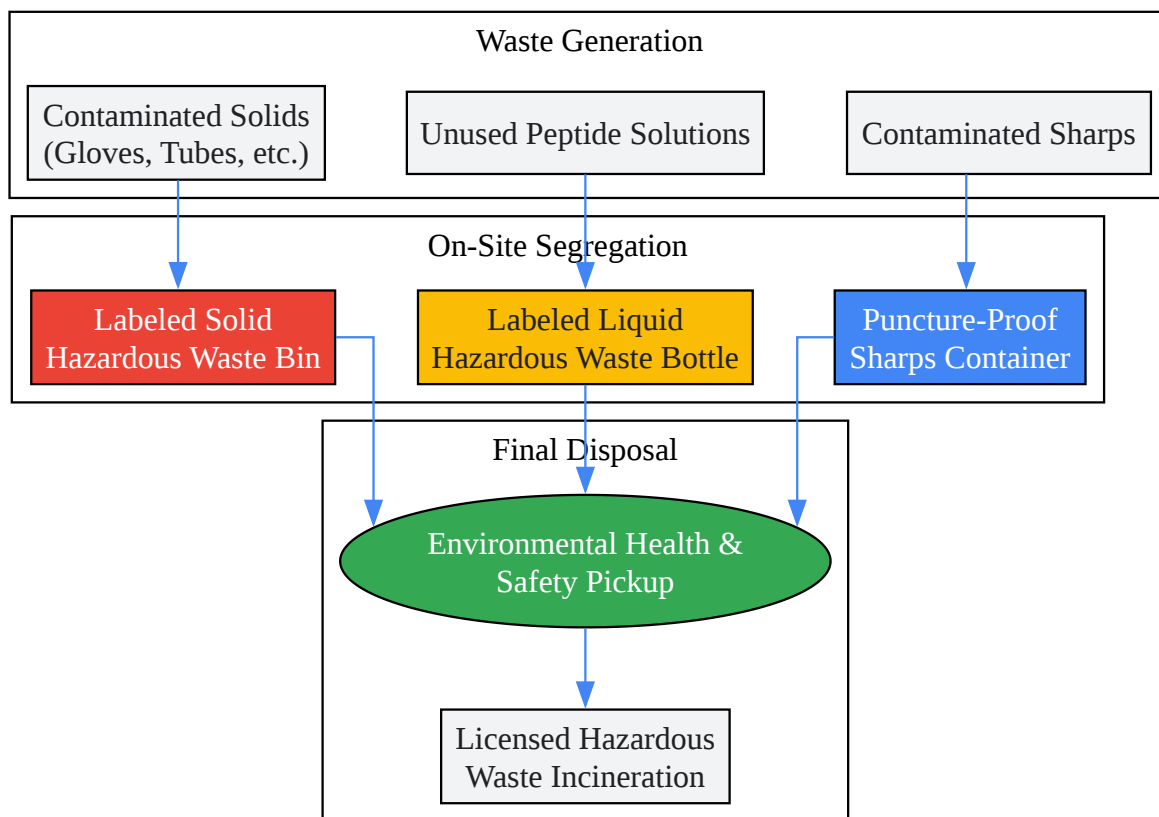 Waste Generation
Contaminated Solids
(Gloves, Tubes, etc.)
Unused Peptide Solutions
Contaminated Sharps
On-Site Segregation
Labeled Solid
Hazardous Waste Bin
Labeled Liquid
Hazardous Waste Bottle
Puncture-Proof
Sharps Container
Final Disposal
Environmental Health &
Safety Pickup
Licensed Hazardous
Waste Incineration